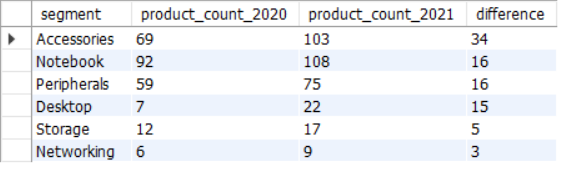 segment product_count_2020 product_count_2021 difference
Accessories 69 103 34
Notebook 92 108 16
Peripherals 59 75 16
Desktop 7 22 15
Storage 12 17 5
Networking 6 9 3